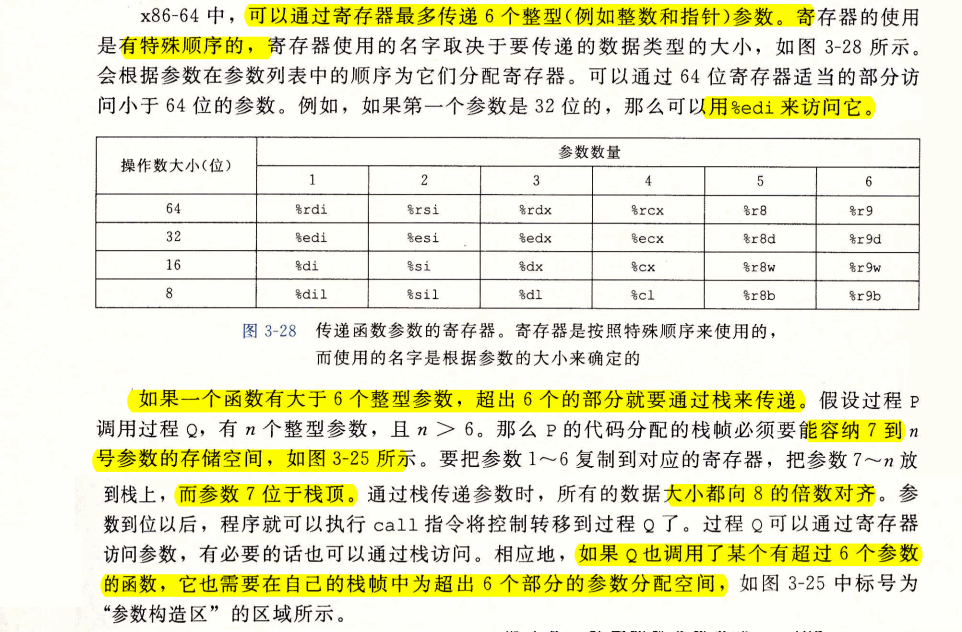 x86-64 中，可以通过寄存器最多传递 6 个整型(例如整数和指针)参数。寄存器的使用
是有特殊顺序的，寄存器使用的名字取决于要传递的数据类型的大小，如图 3-28 所示。
会根据参数在参数列表中的顺序为它们分配寄存器。可以通过 64 位寄存器适当的部分访
问小于 64 位的参数。例如，如果第一个参数是 32 位的，那么可以用%edi 来访问它。
操作数大小(位) 参数数量
1 2 3 4 5 6
64 %rdi %rsi %rdx %rcx %r8 %r9
32 %edi %esi %edx %ecx %r8d %r9d
16 %di %si %dx %cx %r8w %r9w
8 %dil %sil %dl %cl %r8b %r9b
图 3-28 传递函数参数的寄存器。寄存器是按照特殊顺序来使用的，
而使用的名字是根据参数的大小来确定的
如果一个函数有大于 6 个整型参数，超出 6 个的部分就要通过栈来传递。假设过程 P
调用过程 Q，有 n 个整型参数，且 n > 6。那么 P 的代码分配的栈帧必须要能容纳 7 到 n
号参数的存储空间，如图 3-25 所示。要把参数 1～6 复制到对应的寄存器，把参数 7～n 放
到栈上，而参数 7 位于栈顶。通过栈传递参数时，所有的数据大小都向 8 的倍数对齐。参
数到位以后，程序就可以执行 call 指令将控制转移到过程 Q 了。过程 Q 可以通过寄存器
访问参数，有必要的话也可以通过栈访问。相应地，如果 Q 也调用了某个有超过 6 个参数
的函数，它也需要在自己的栈帧中为超出 6 个部分的参数分配空间，如图 3-25 中标号为
“参数构造区”的区域所示。